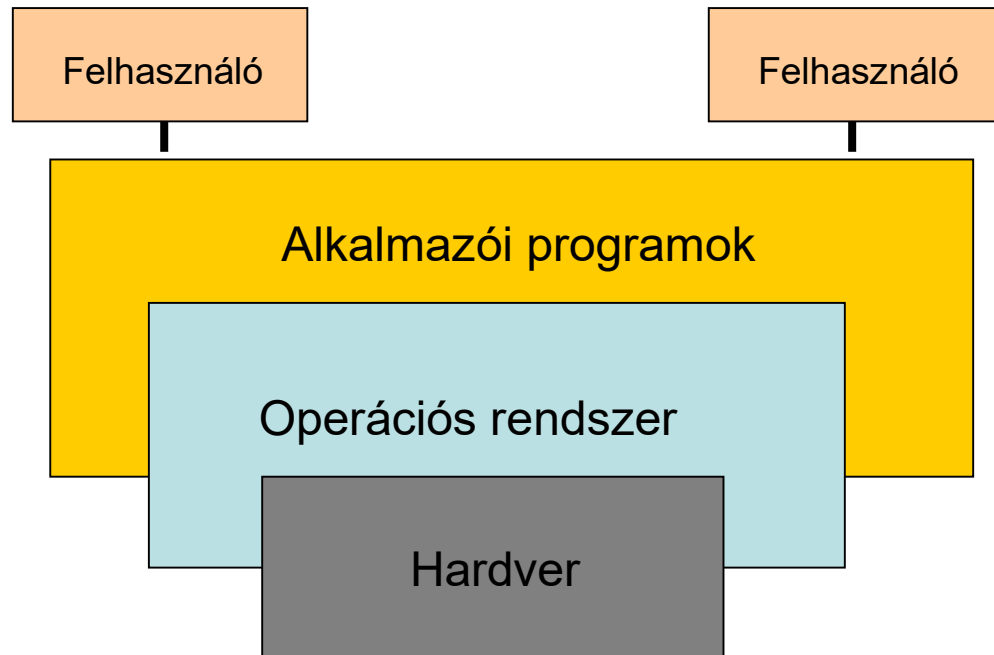 Felhasználó
Felhasználó
Alkalmazói programok
Operációs rendszer
Hardver